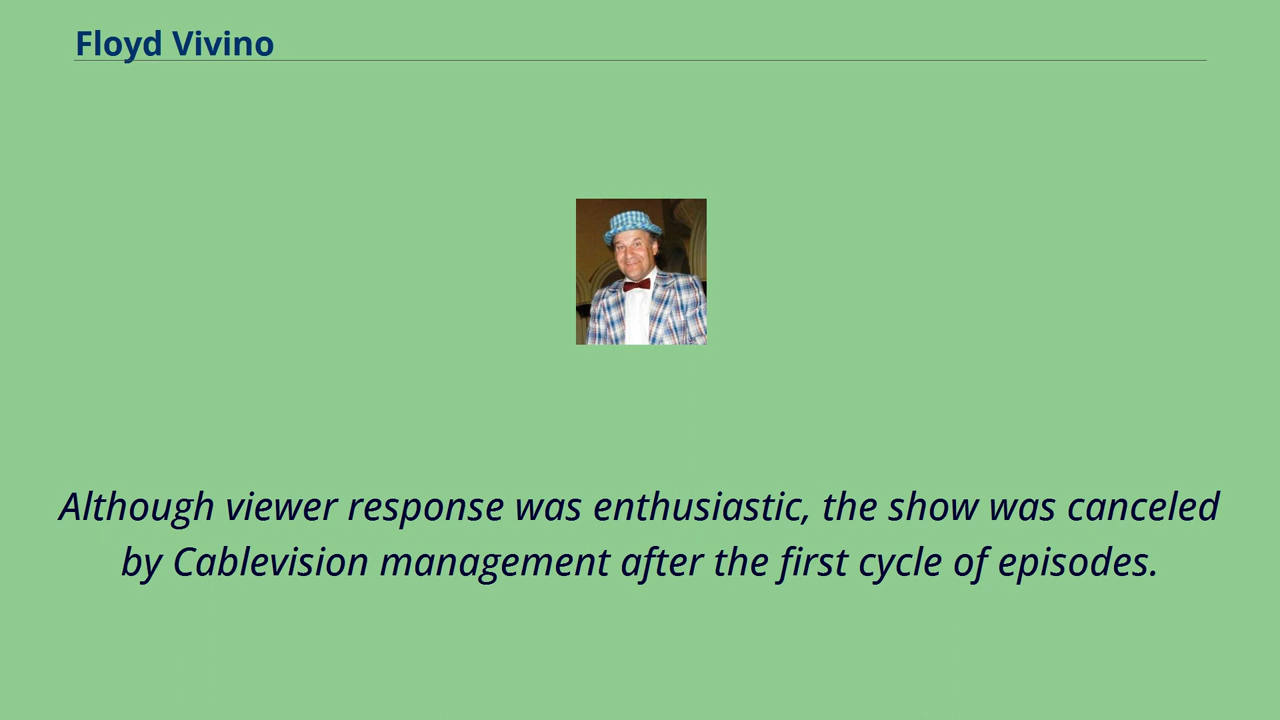 Floyd Vivino
Although viewer response was enthusiastic, the show was canceled
by Cablevision management after the first cycle of episodes.